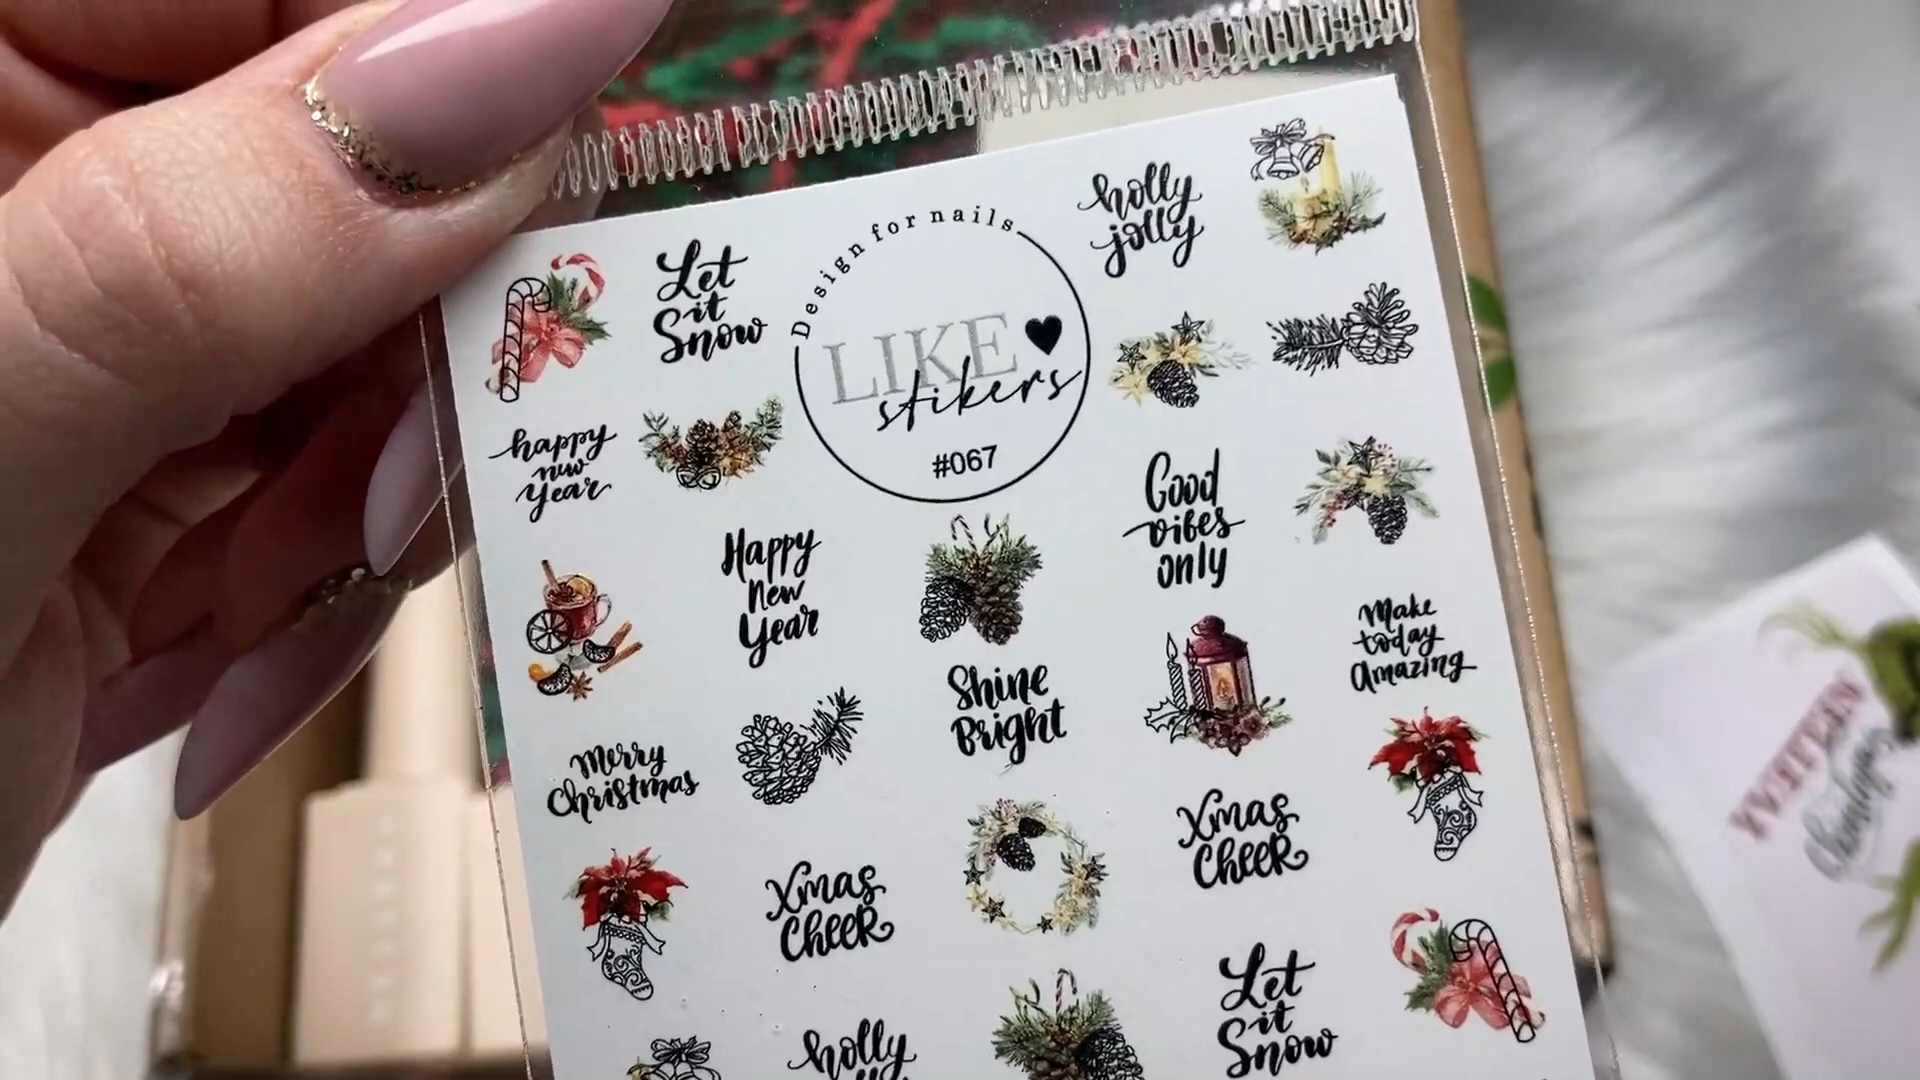 Design for nails
LIKE
stikers
#067
holly
jolly
Let
it
Snow
happy
new
Year
Happy
New
Year
Good
vibes
only
Make
today
Amazing
Shine
Bright
Merry
Christmas
Xmas
Cheer
Xmas
Cheer
Let
it
Snow
holly